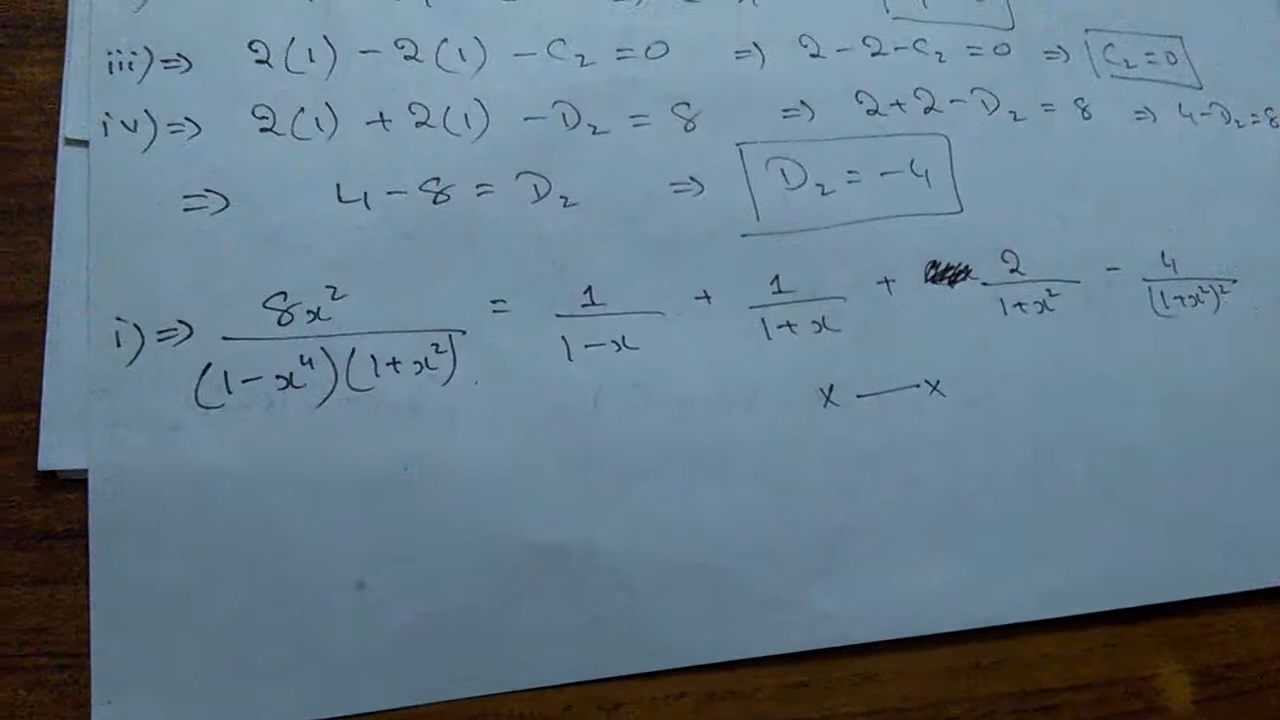 iii) ⇒ 2(1) - 2(1) - C₂ = 0 ⇒ 2 - 2 - C₂ = 0 ⇒ C₂ = 0
iv) ⇒ 2(1) + 2(1) - D₂ = 8 ⇒ 2 + 2 - D₂ = 8 ⇒ 4 - D₂ = 8
⇒ 4 - 8 = D₂ ⇒ D₂ = -4
i) ⇒ 8x²/((1-x⁴)(1+x²)) = 1/(1-x) + 1/(1+x) + 2/(1+x²) - 4/(1+x²)²
x — x